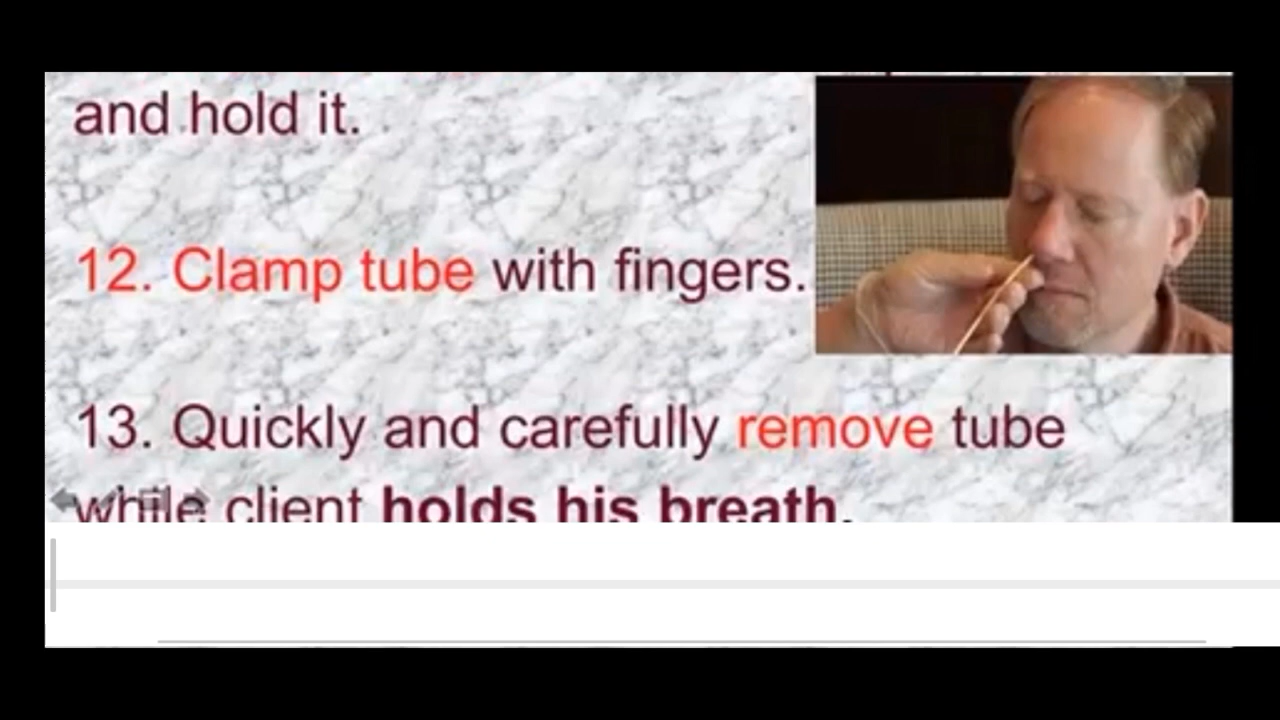 and hold it.
12. Clamp tube with fingers.
13. Quickly and carefully remove tube
while client holds his breath.